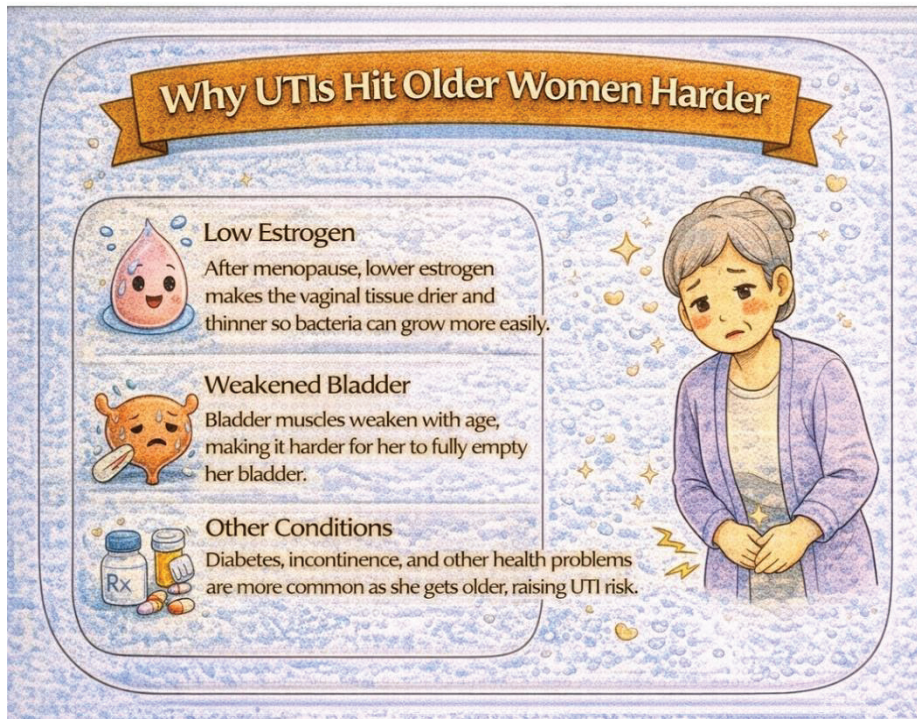 Why UTIs Hit Older Women Harder
Low Estrogen
After menopause, lower estrogen
makes the vaginal tissue drier and
thinner so bacteria can grow more easily.
Weakened Bladder
Bladder muscles weaken with age,
making it harder for her to fully empty
her bladder.
Other Conditions
Diabetes, incontinence, and other health problems
are more common as she gets older, raising UTI risk.
Rx